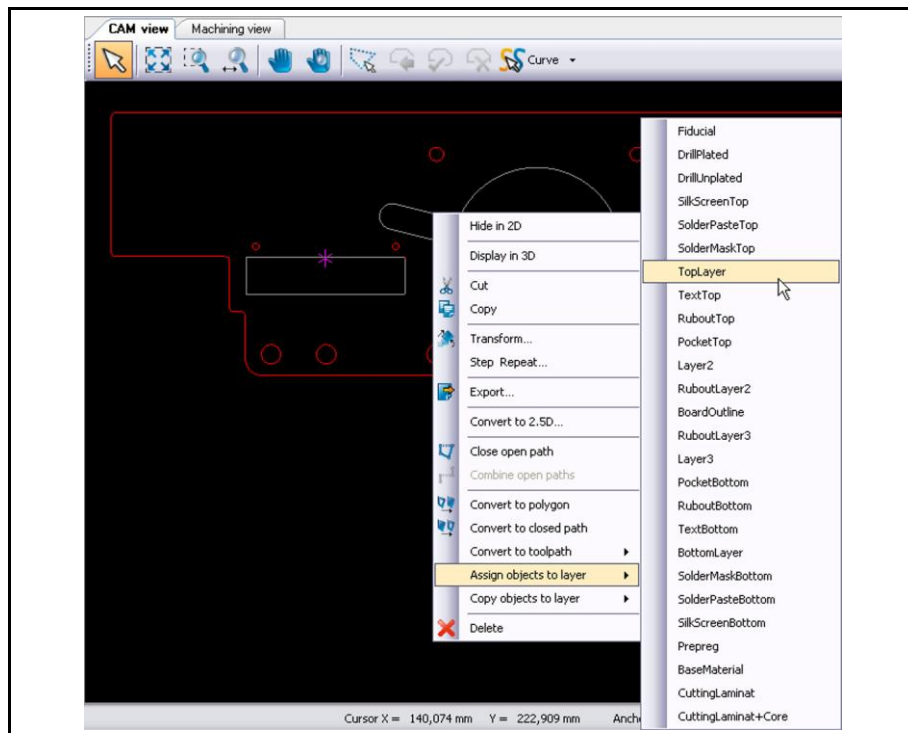 CAM view
Machining view
Curve
Hide in 2D
Display in 3D
Cut
Copy
Transform...
Step Repeat...
Export...
Convert to 2.5D...
Close open path
Combine open paths
Convert to polygon
Convert to closed path
Convert to toolpath
Assign objects to layer
Copy objects to layer
Delete
Fiducial
DrillPlated
DrillUnplated
SilkScreenTop
SolderPasteTop
SolderMaskTop
TopLayer
TextTop
RuboutTop
PocketTop
Layer2
RuboutLayer2
BoardOutline
RuboutLayer3
Layer3
PocketBottom
RuboutBottom
TextBottom
BottomLayer
SolderMaskBottom
SolderPasteBottom
SilkScreenBottom
Prepreg
BaseMaterial
CuttingLaminat
CuttingLaminat+Core
Cursor X = 140,074 mm Y = 222,909 mm